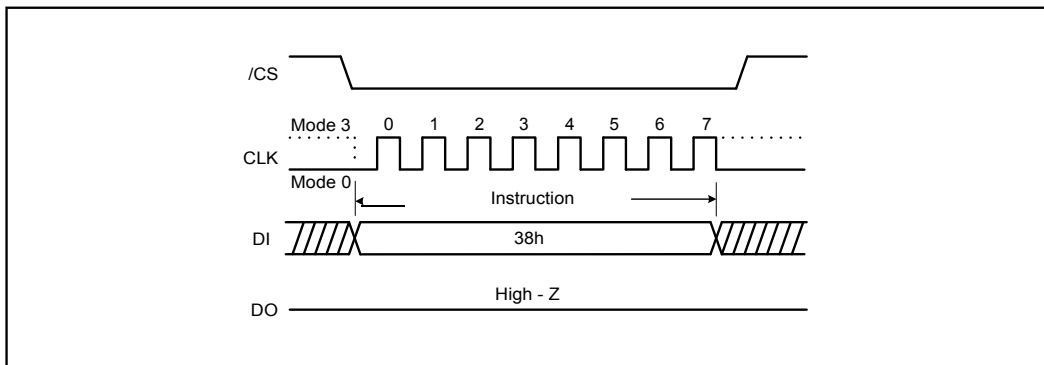 /CS
Mode 3 0 1 2 3 4 5 6 7
CLK
Mode 0
Instruction
DI 38h
High - Z
DO